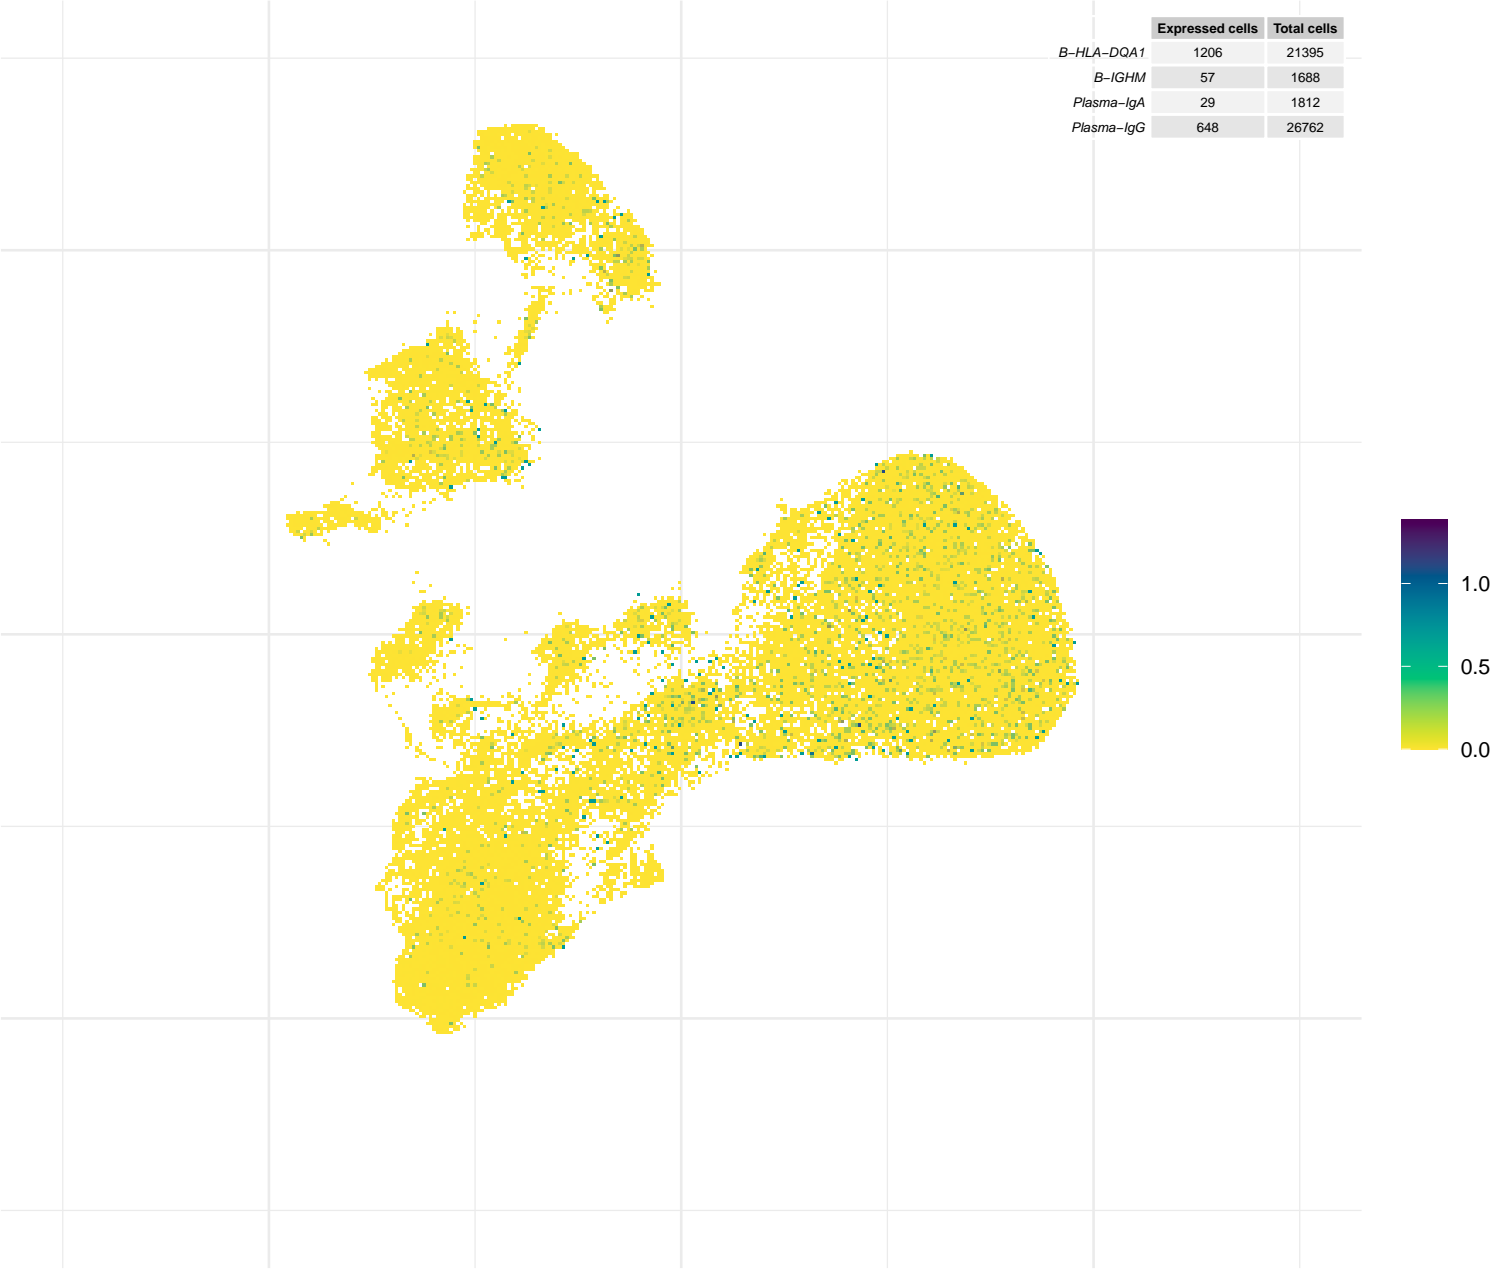 Expressed cells Total cells
B−HLA−DQA1 1206 21395
B−IGHM 57 1688
Plasma−IgA 29 1812
Plasma−IgG 648 26762
1.0
0.5
0.0